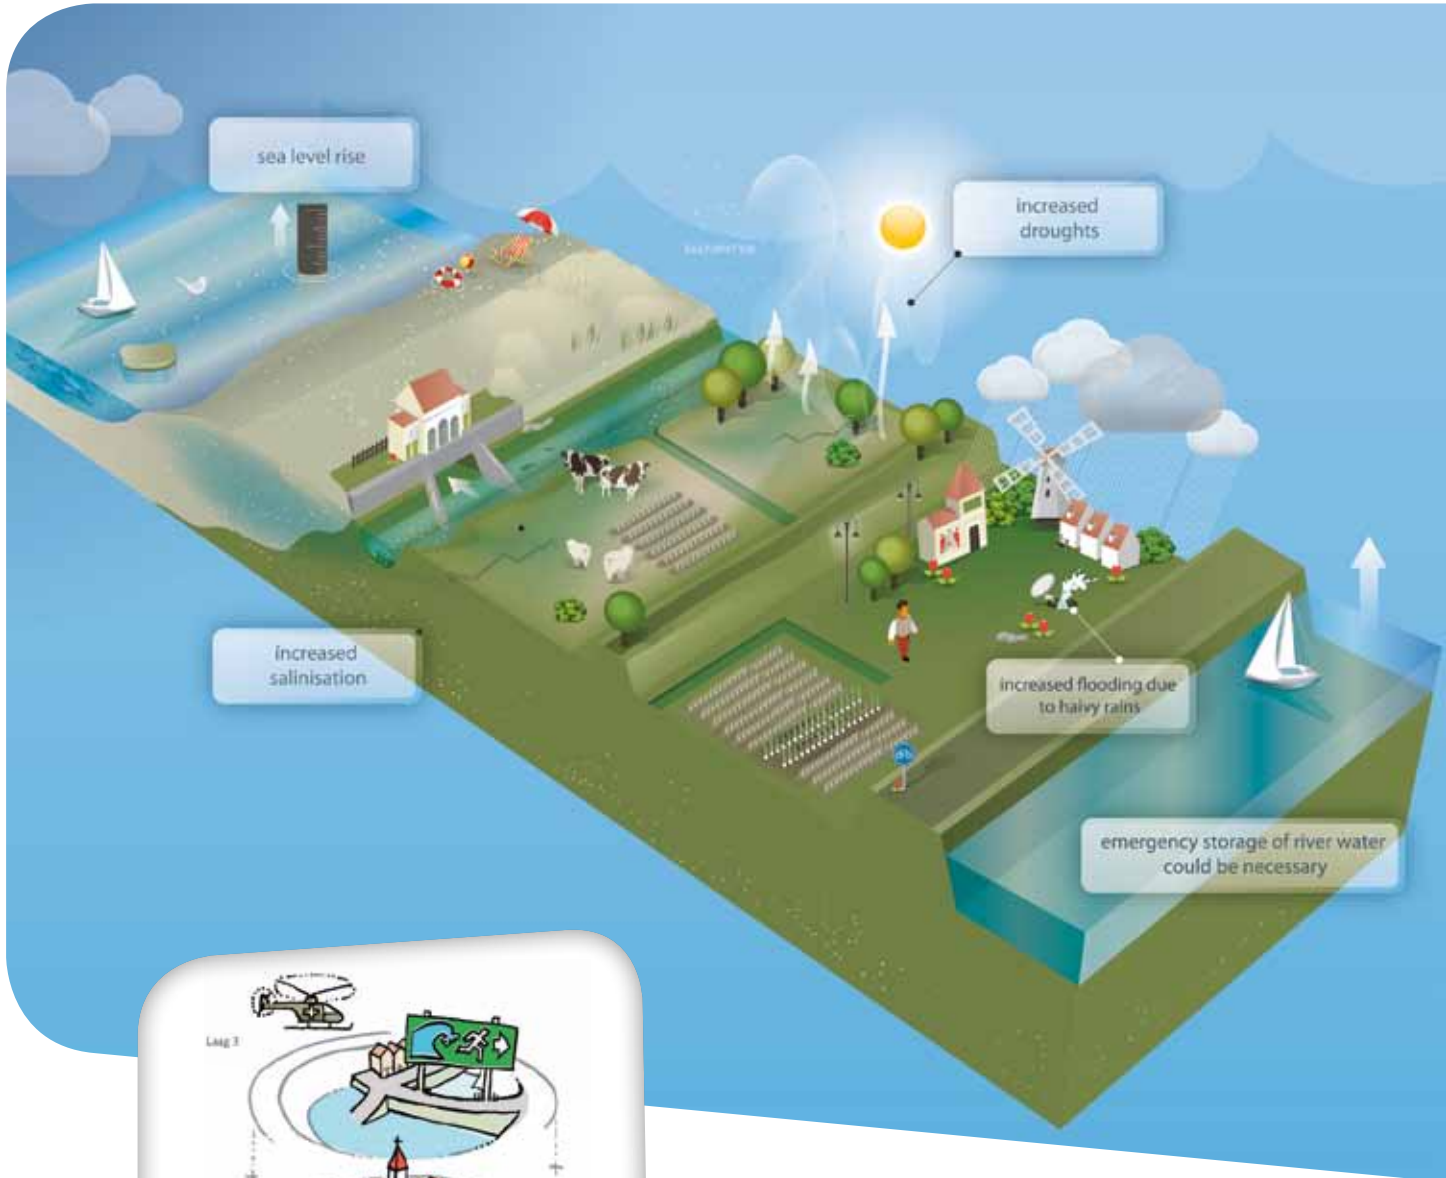 sea level rise
increased
droughts
increased
salinisation
increased flooding due
to haivy rains
emergency storage of river water
could be necessary
Laag 3